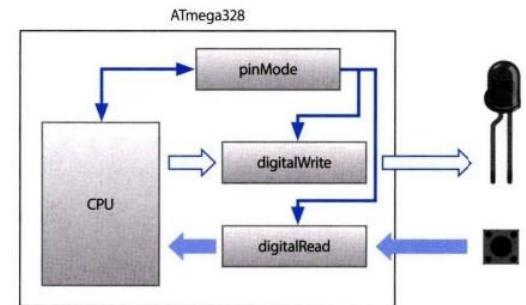 ATmega328
pinMode
digitalWrite
CPU
digitalRead